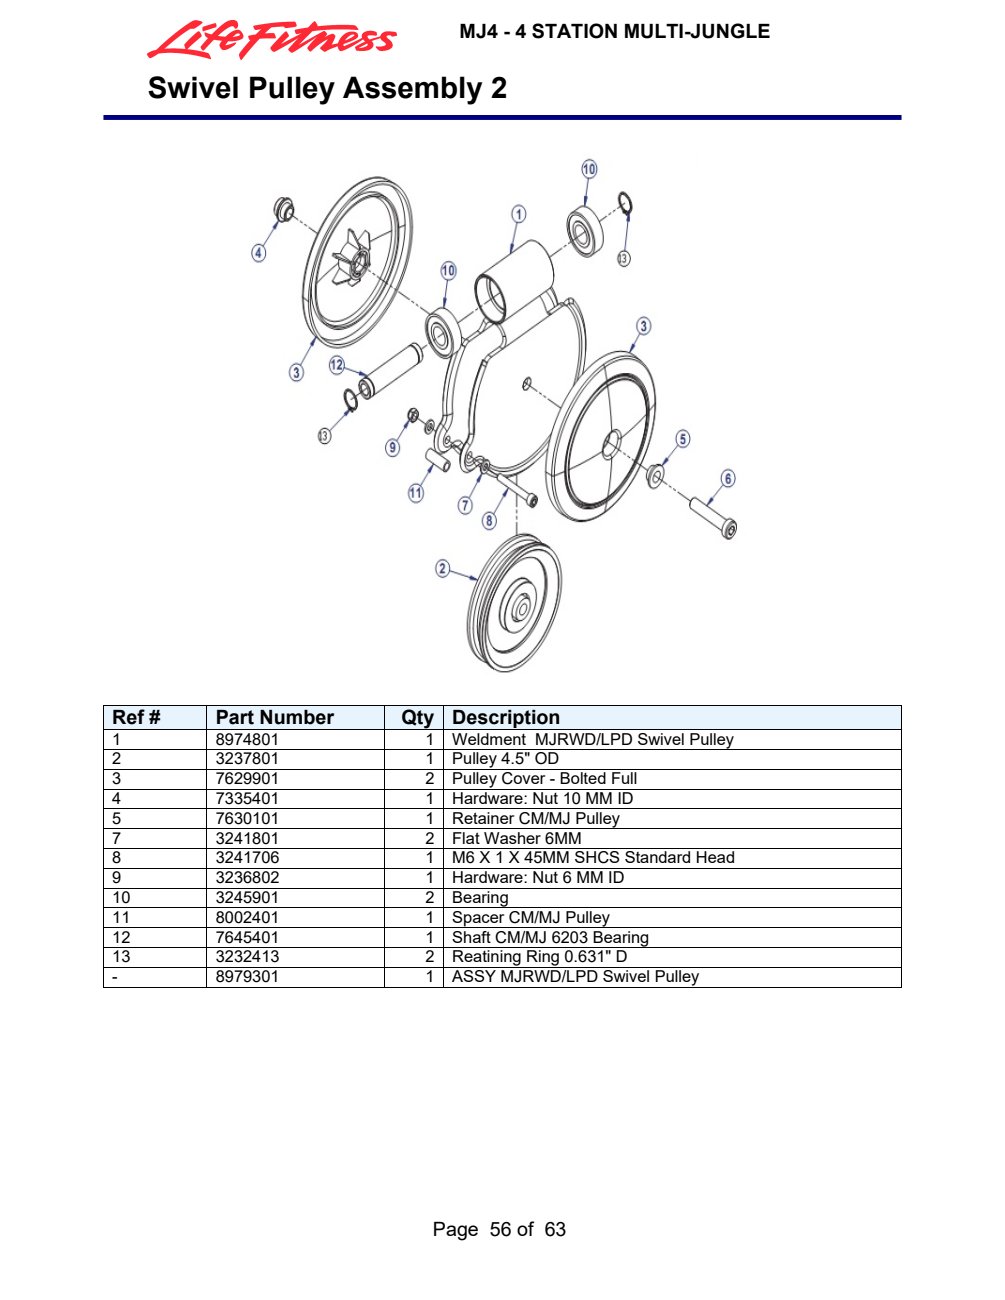 Life Fitness
MJ4 - 4 STATION MULTI-JUNGLE
Swivel Pulley Assembly 2
10
1
13
4
10
3
3
12
13
9
5
11
7
6
8
2
Ref # Part Number Qty Description
1 8974801 1 Weldment  MJRWD/LPD Swivel Pulley
2 3237801 1 Pulley 4.5" OD
3 7629901 2 Pulley Cover - Bolted Full
4 7335401 1 Hardware: Nut 10 MM ID
5 7630101 1 Retainer CM/MJ Pulley
7 3241801 2 Flat Washer 6MM
8 3241706 1 M6 X 1 X 45MM SHCS Standard Head
9 3236802 1 Hardware: Nut 6 MM ID
10 3245901 2 Bearing
11 8002401 1 Spacer CM/MJ Pulley
12 7645401 1 Shaft CM/MJ 6203 Bearing
13 3232413 2 Reatining Ring 0.631" D
- 8979301 1 ASSY MJRWD/LPD Swivel Pulley
Page  56 of  63